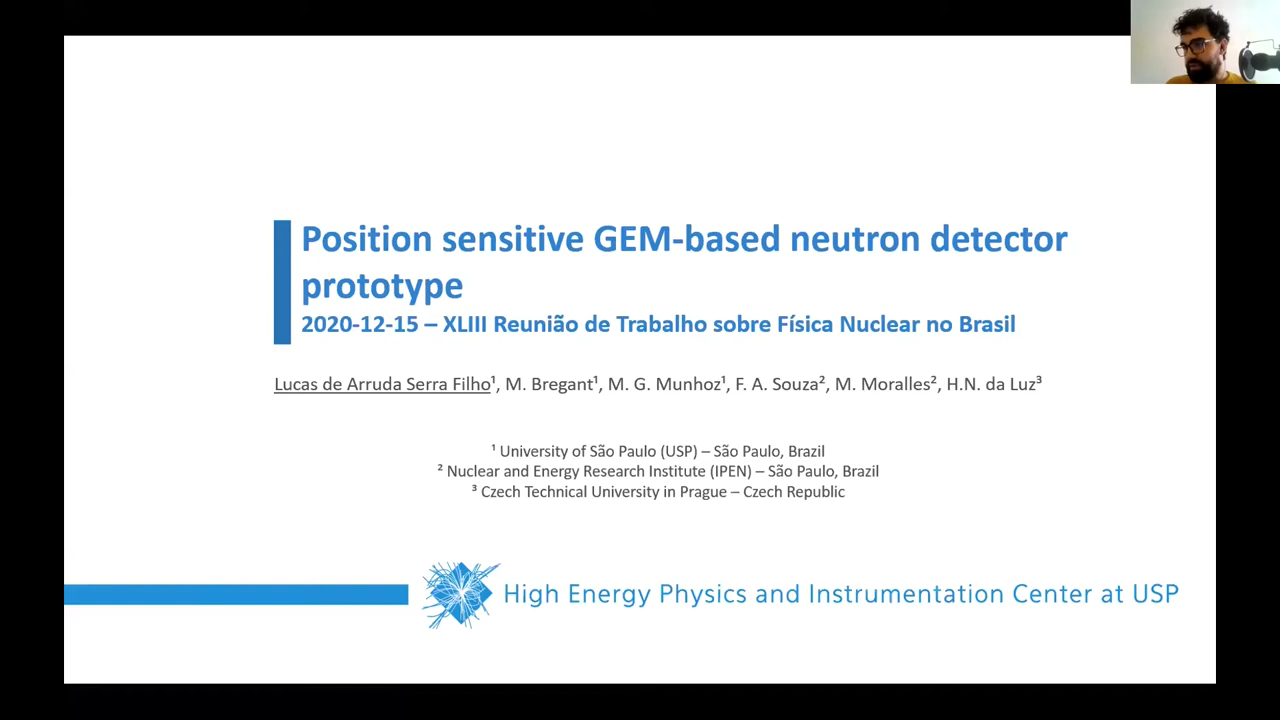 Position sensitive GEM-based neutron detector
prototype
2020-12-15 – XLIII Reunião de Trabalho sobre Física Nuclear no Brasil
Lucas de Arruda Serra Filho¹, M. Bregant¹, M. G. Munhoz¹, F. A. Souza², M. Moralles², H.N. da Luz³
¹ University of São Paulo (USP) – São Paulo, Brazil
² Nuclear and Energy Research Institute (IPEN) – São Paulo, Brazil
³ Czech Technical University in Prague – Czech Republic
High Energy Physics and Instrumentation Center at USP